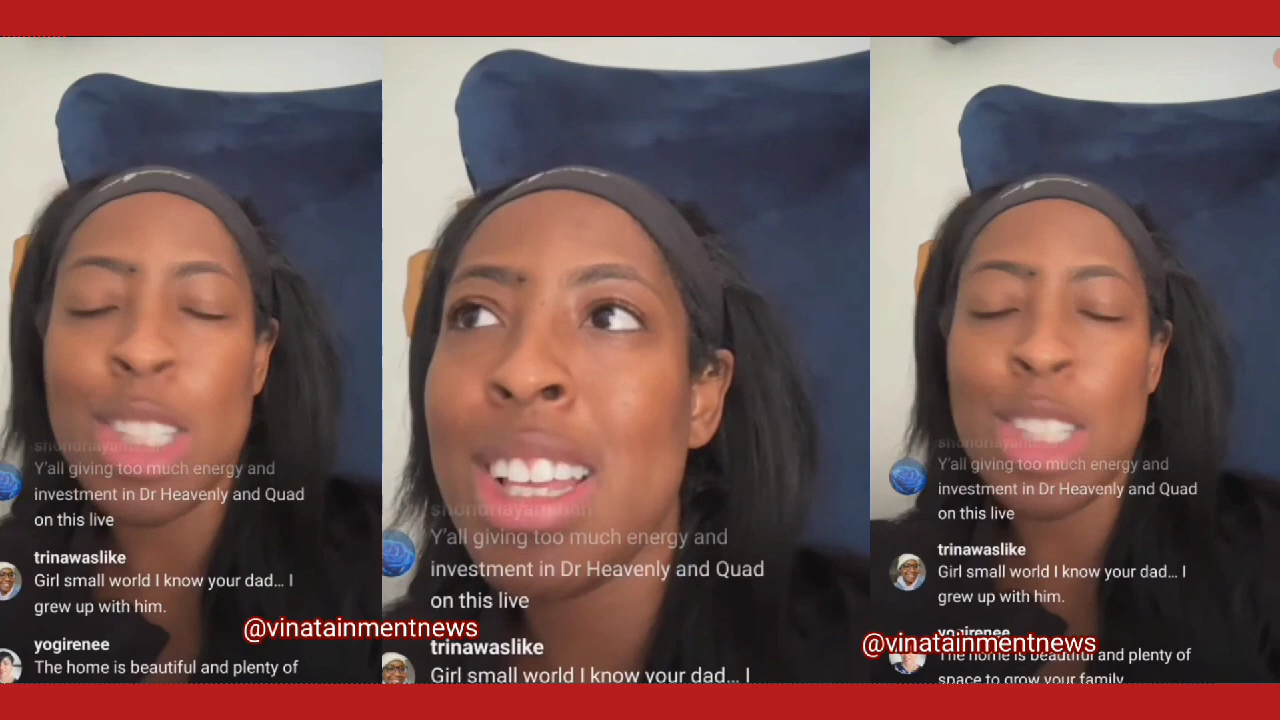 Y'all giving too much energy and
investment in Dr Heavenly and Quad
on this live
trinawaslike
Girl small world I know your dad... I
grew up with him.
yogirenee
The home is beautiful and plenty of
@vinatainmentnews
Y'all giving too much energy and
investment in Dr Heavenly and Quad
on this live
trinawaslike
Girl small world I know your dad... I
Y'all giving too much energy and
investment in Dr Heavenly and Quad
on this live
trinawaslike
Girl small world I know your dad... I
grew up with him.
yogirenee
@vinatainmentnews
The home is beautiful and plenty of
space to grow your family